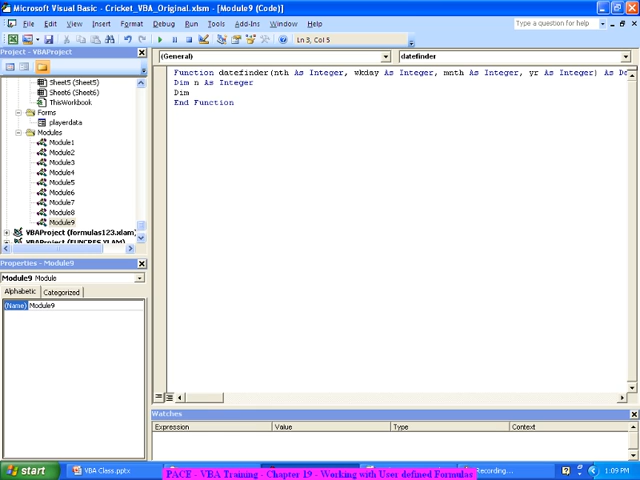 Microsoft Visual Basic - Cricket_VBA_Original.xlsm - [Module9 (Code)]
File Edit View Insert Format Debug Run Tools Add-Ins Window Help
Type a question for help
Ln 3, Col 5
Project - VBAProject
Sheet5 (Sheet5)
Sheet6 (Sheet6)
ThisWorkbook
Forms
playerdata
Modules
Module1
Module2
Module3
Module4
Module5
Module6
Module7
Module8
Module9
VBAProject (formulas123.xlam)
VBAProject (FUNCRES.XLAM)
Properties - Module9
Module9 Module
Alphabetic Categorized
(Name) Module9
(General)
datefinder
Function datefinder(nth As Integer, wkday As Integer, mnth As Integer, yr As Integer) As Da
Dim n As Integer
Dim
End Function
Watches
Expression Value Type Context
start
VBA Class.pptx
PACE - VBA Training - Chapter 19 - Working with User defined Formulas
Recording...
1:09 PM